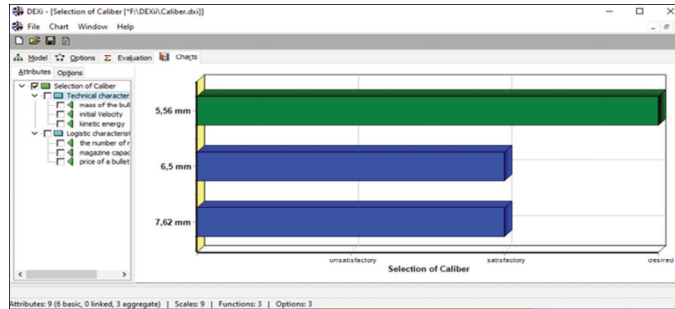 DEXi - [Selection of Caliber [*F:\DEXii\Caliber.dxi]]
File Chart Window Help
Model Options Evaluation Charts
Attributes Options
Selection of Caliber
Technical character
mass of the bul
initial Velocity
kinetic energy
Logistic characterist
the number of r
magazine capac
price of a bullet
5,56 mm
6,5 mm
7,62 mm
unsatisfactory satisfactory desired
Selection of Caliber
Attributes: 9 (6 basic, 0 linked, 3 aggregate) | Scales: 9 | Functions: 3 | Options: 3